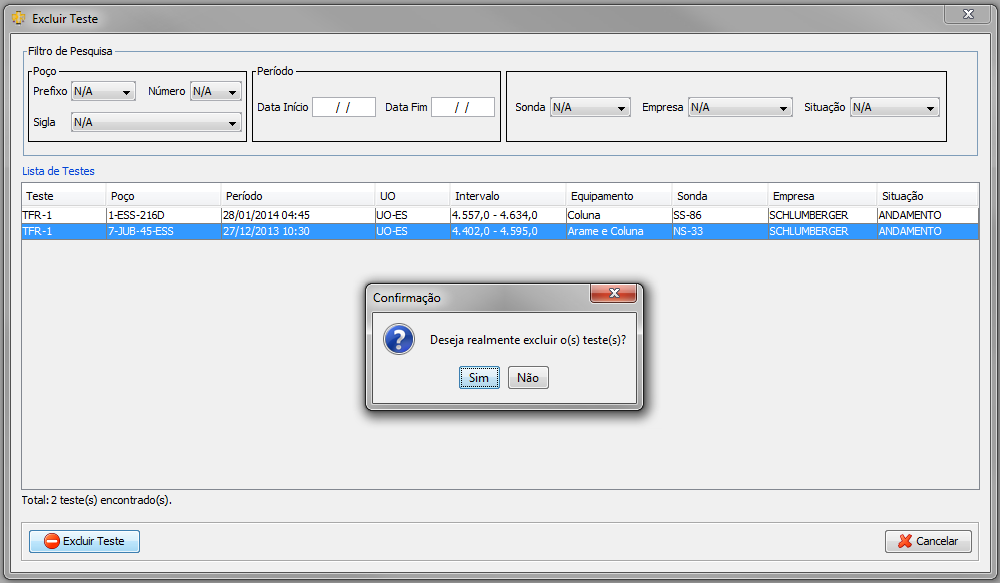 Excluir Teste
Filtro de Pesquisa
Poço
Prefixo N/A Número N/A
Sigla N/A
Período
Data Início / / Data Fim / /
Sonda N/A Empresa N/A Situação N/A
Lista de Testes
Teste Poço Período UO Intervalo Equipamento Sonda Empresa Situação
TFR-1 1-ESS-216D 28/01/2014 04:45 UO-ES 4.557,0 - 4.634,0 Coluna SS-86 SCHLUMBERGER ANDAMENTO
TFR-1 7-JUB-45-ESS 27/12/2013 10:30 UO-ES 4.402,0 - 4.595,0 Arame e Coluna NS-33 SCHLUMBERGER ANDAMENTO
Confirmação
Deseja realmente excluir o(s) teste(s)?
Sim Não
Total: 2 teste(s) encontrado(s).
Excluir Teste Cancelar